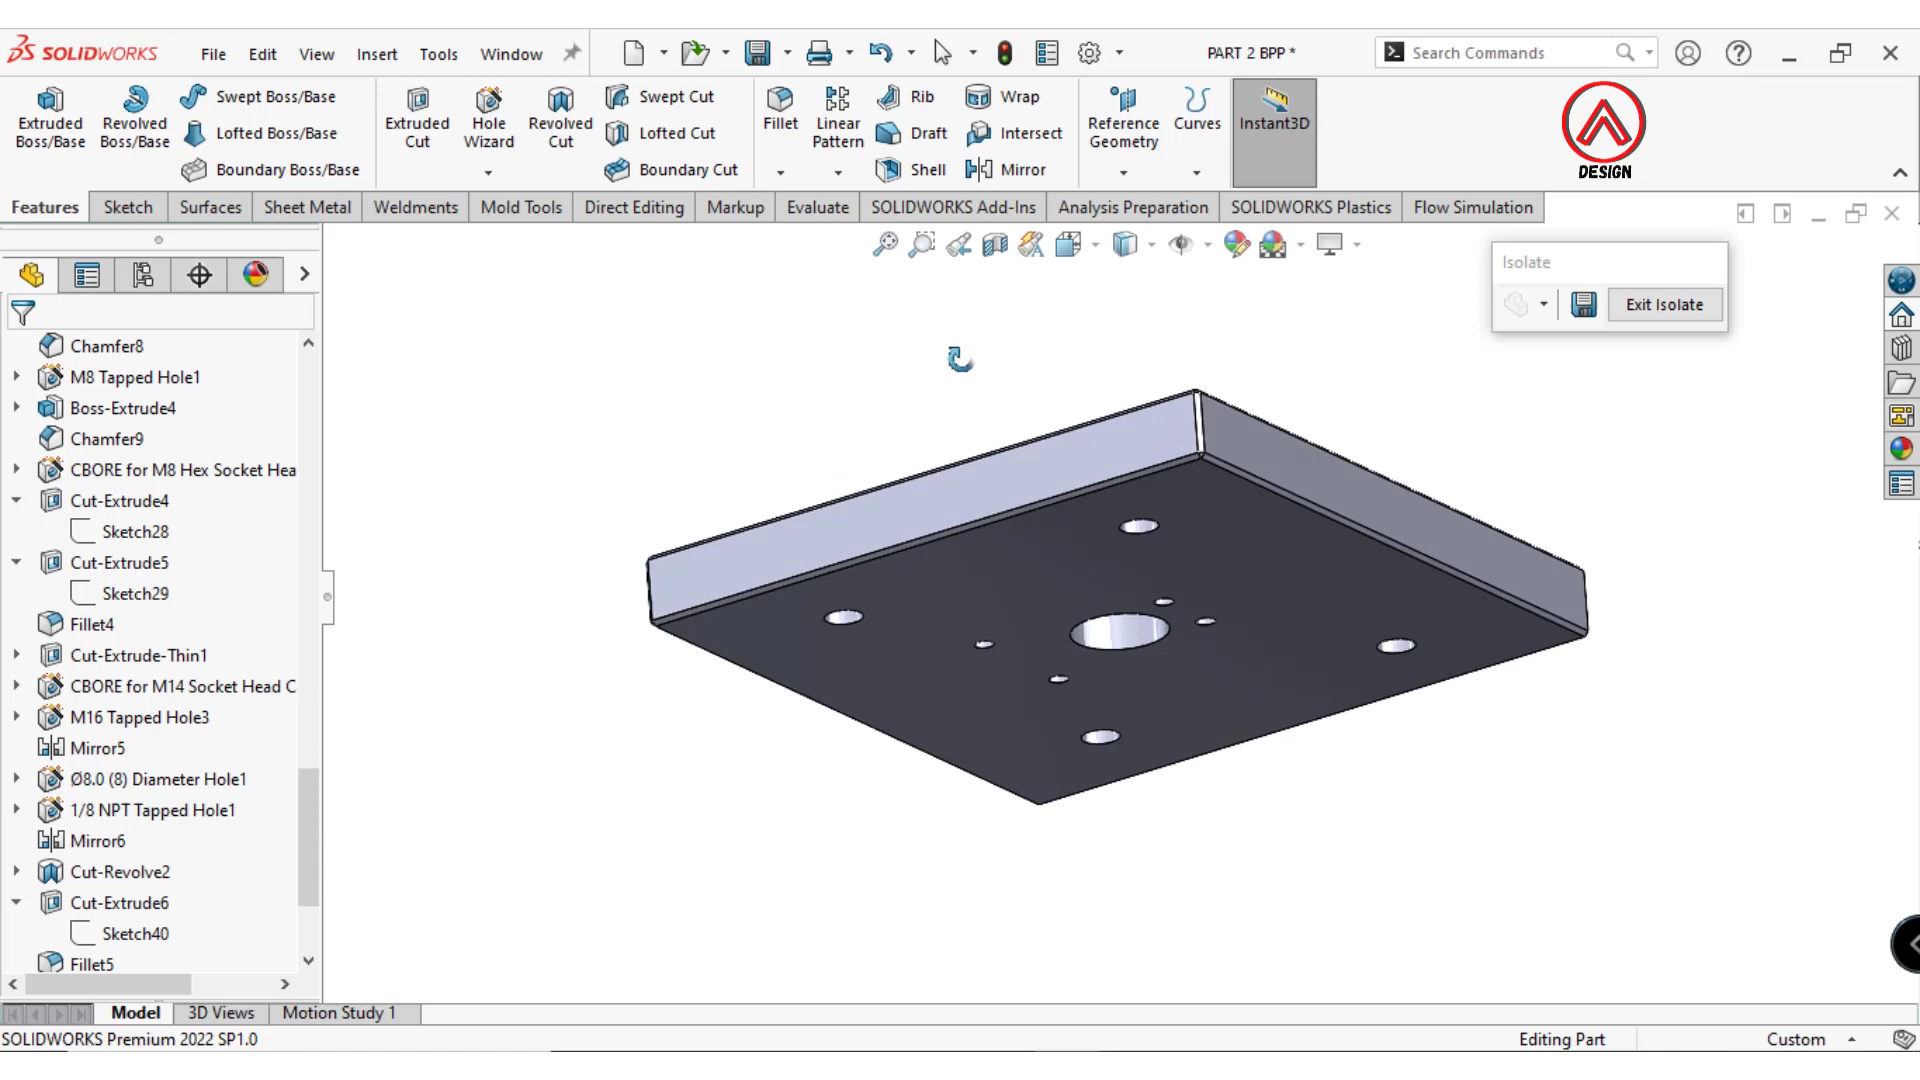 SOLIDWORKS File Edit View Insert Tools Window PART 2 BPP * Search Commands
Extruded Boss/Base
Revolved Boss/Base
Swept Boss/Base
Lofted Boss/Base
Boundary Boss/Base
Extruded Cut
Hole Wizard
Revolved Cut
Swept Cut
Lofted Cut
Boundary Cut
Fillet
Linear Pattern
Rib
Draft
Shell
Wrap
Intersect
Mirror
Reference Geometry
Curves
Instant3D
DESIGN
Features Sketch Surfaces Sheet Metal Weldments Mold Tools Direct Editing Markup Evaluate SOLIDWORKS Add-Ins Analysis Preparation SOLIDWORKS Plastics Flow Simulation
Isolate
Exit Isolate
Chamfer8
M8 Tapped Hole1
Boss-Extrude4
Chamfer9
CBORE for M8 Hex Socket Hea
Cut-Extrude4
Sketch28
Cut-Extrude5
Sketch29
Fillet4
Cut-Extrude-Thin1
CBORE for M14 Socket Head C
M16 Tapped Hole3
Mirror5
Ø8.0 (8) Diameter Hole1
1/8 NPT Tapped Hole1
Mirror6
Cut-Revolve2
Cut-Extrude6
Sketch40
Fillet5
Model 3D Views Motion Study 1
SOLIDWORKS Premium 2022 SP1.0 Editing Part Custom